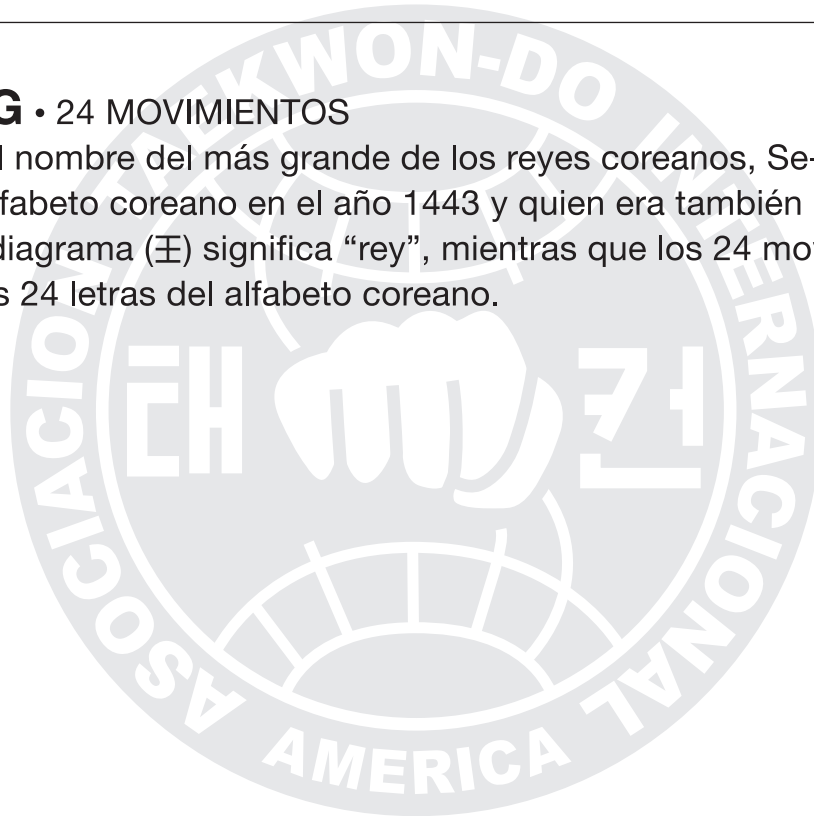 G • 24 MOVIMIENTOS
l nombre del más grande de los reyes coreanos, Se-
fabeto coreano en el año 1443 y quien era también
diagrama (王) significa “rey”, mientras que los 24 mo
s 24 letras del alfabeto coreano.
ASOCIACION TAEKWON-DO INTERNACIONAL
태 권
AMERICA